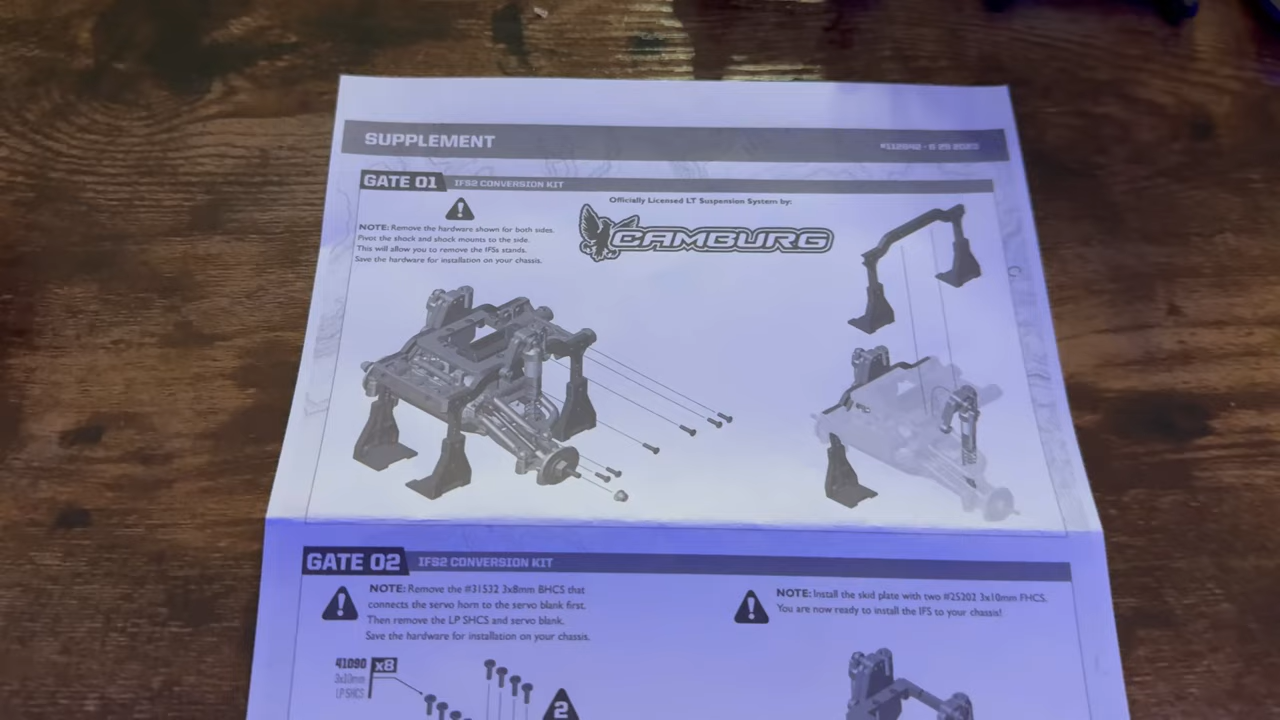 SUPPLEMENT
GATE 01 IFS2 CONVERSION KIT
NOTE: Remove the hardware shown for both sides.
Pivot the shock and shock mounts to the side.
This will allow you to remove the IFSs stands.
Save the hardware for installation on your chassis.
Officially Licensed LT Suspension System by:
CAMBURG
GATE 02 IFS2 CONVERSION KIT
NOTE: Remove the #31532 3x8mm BHCS that
connects the servo horn to the servo blank first.
Then remove the LP SHCS and servo blank.
Save the hardware for installation on your chassis.
NOTE: Install the skid plate with two #25202 3x10mm FHCS.
You are now ready to install the IFS to your chassis!
41090 x8
3x10mm
LP SHCS
2